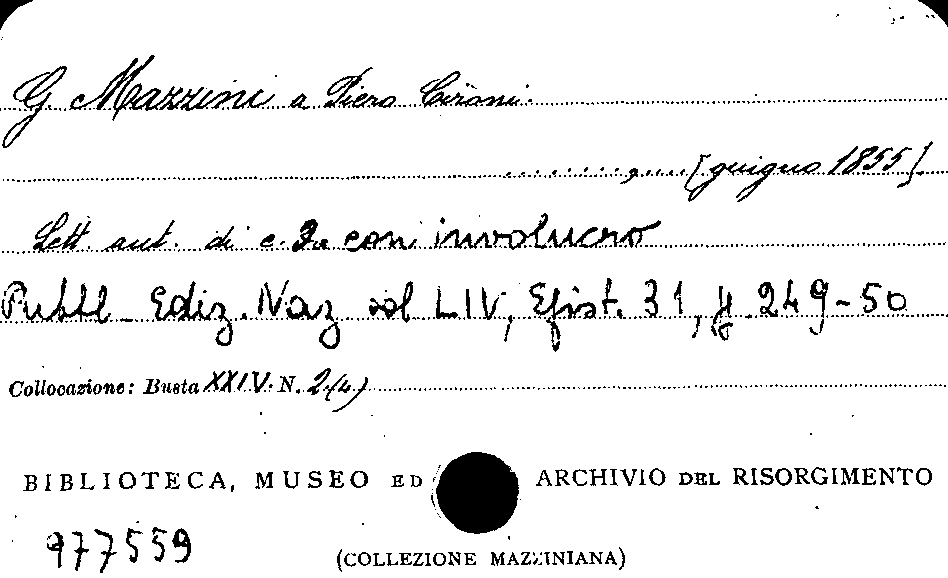 G. Mazzini a Piero Cironi.
........,....[giugno 1855]
Lett. aut. di c. 2a con involucro
Pubbl. Ediz. Naz vol LIV, Epist. 31, p. 249-50
Collocazione: Busta XXIV. N. 2(4)
BIBLIOTECA, MUSEO ED ARCHIVIO DEL RISORGIMENTO
977559
(COLLEZIONE MAZZINIANA)